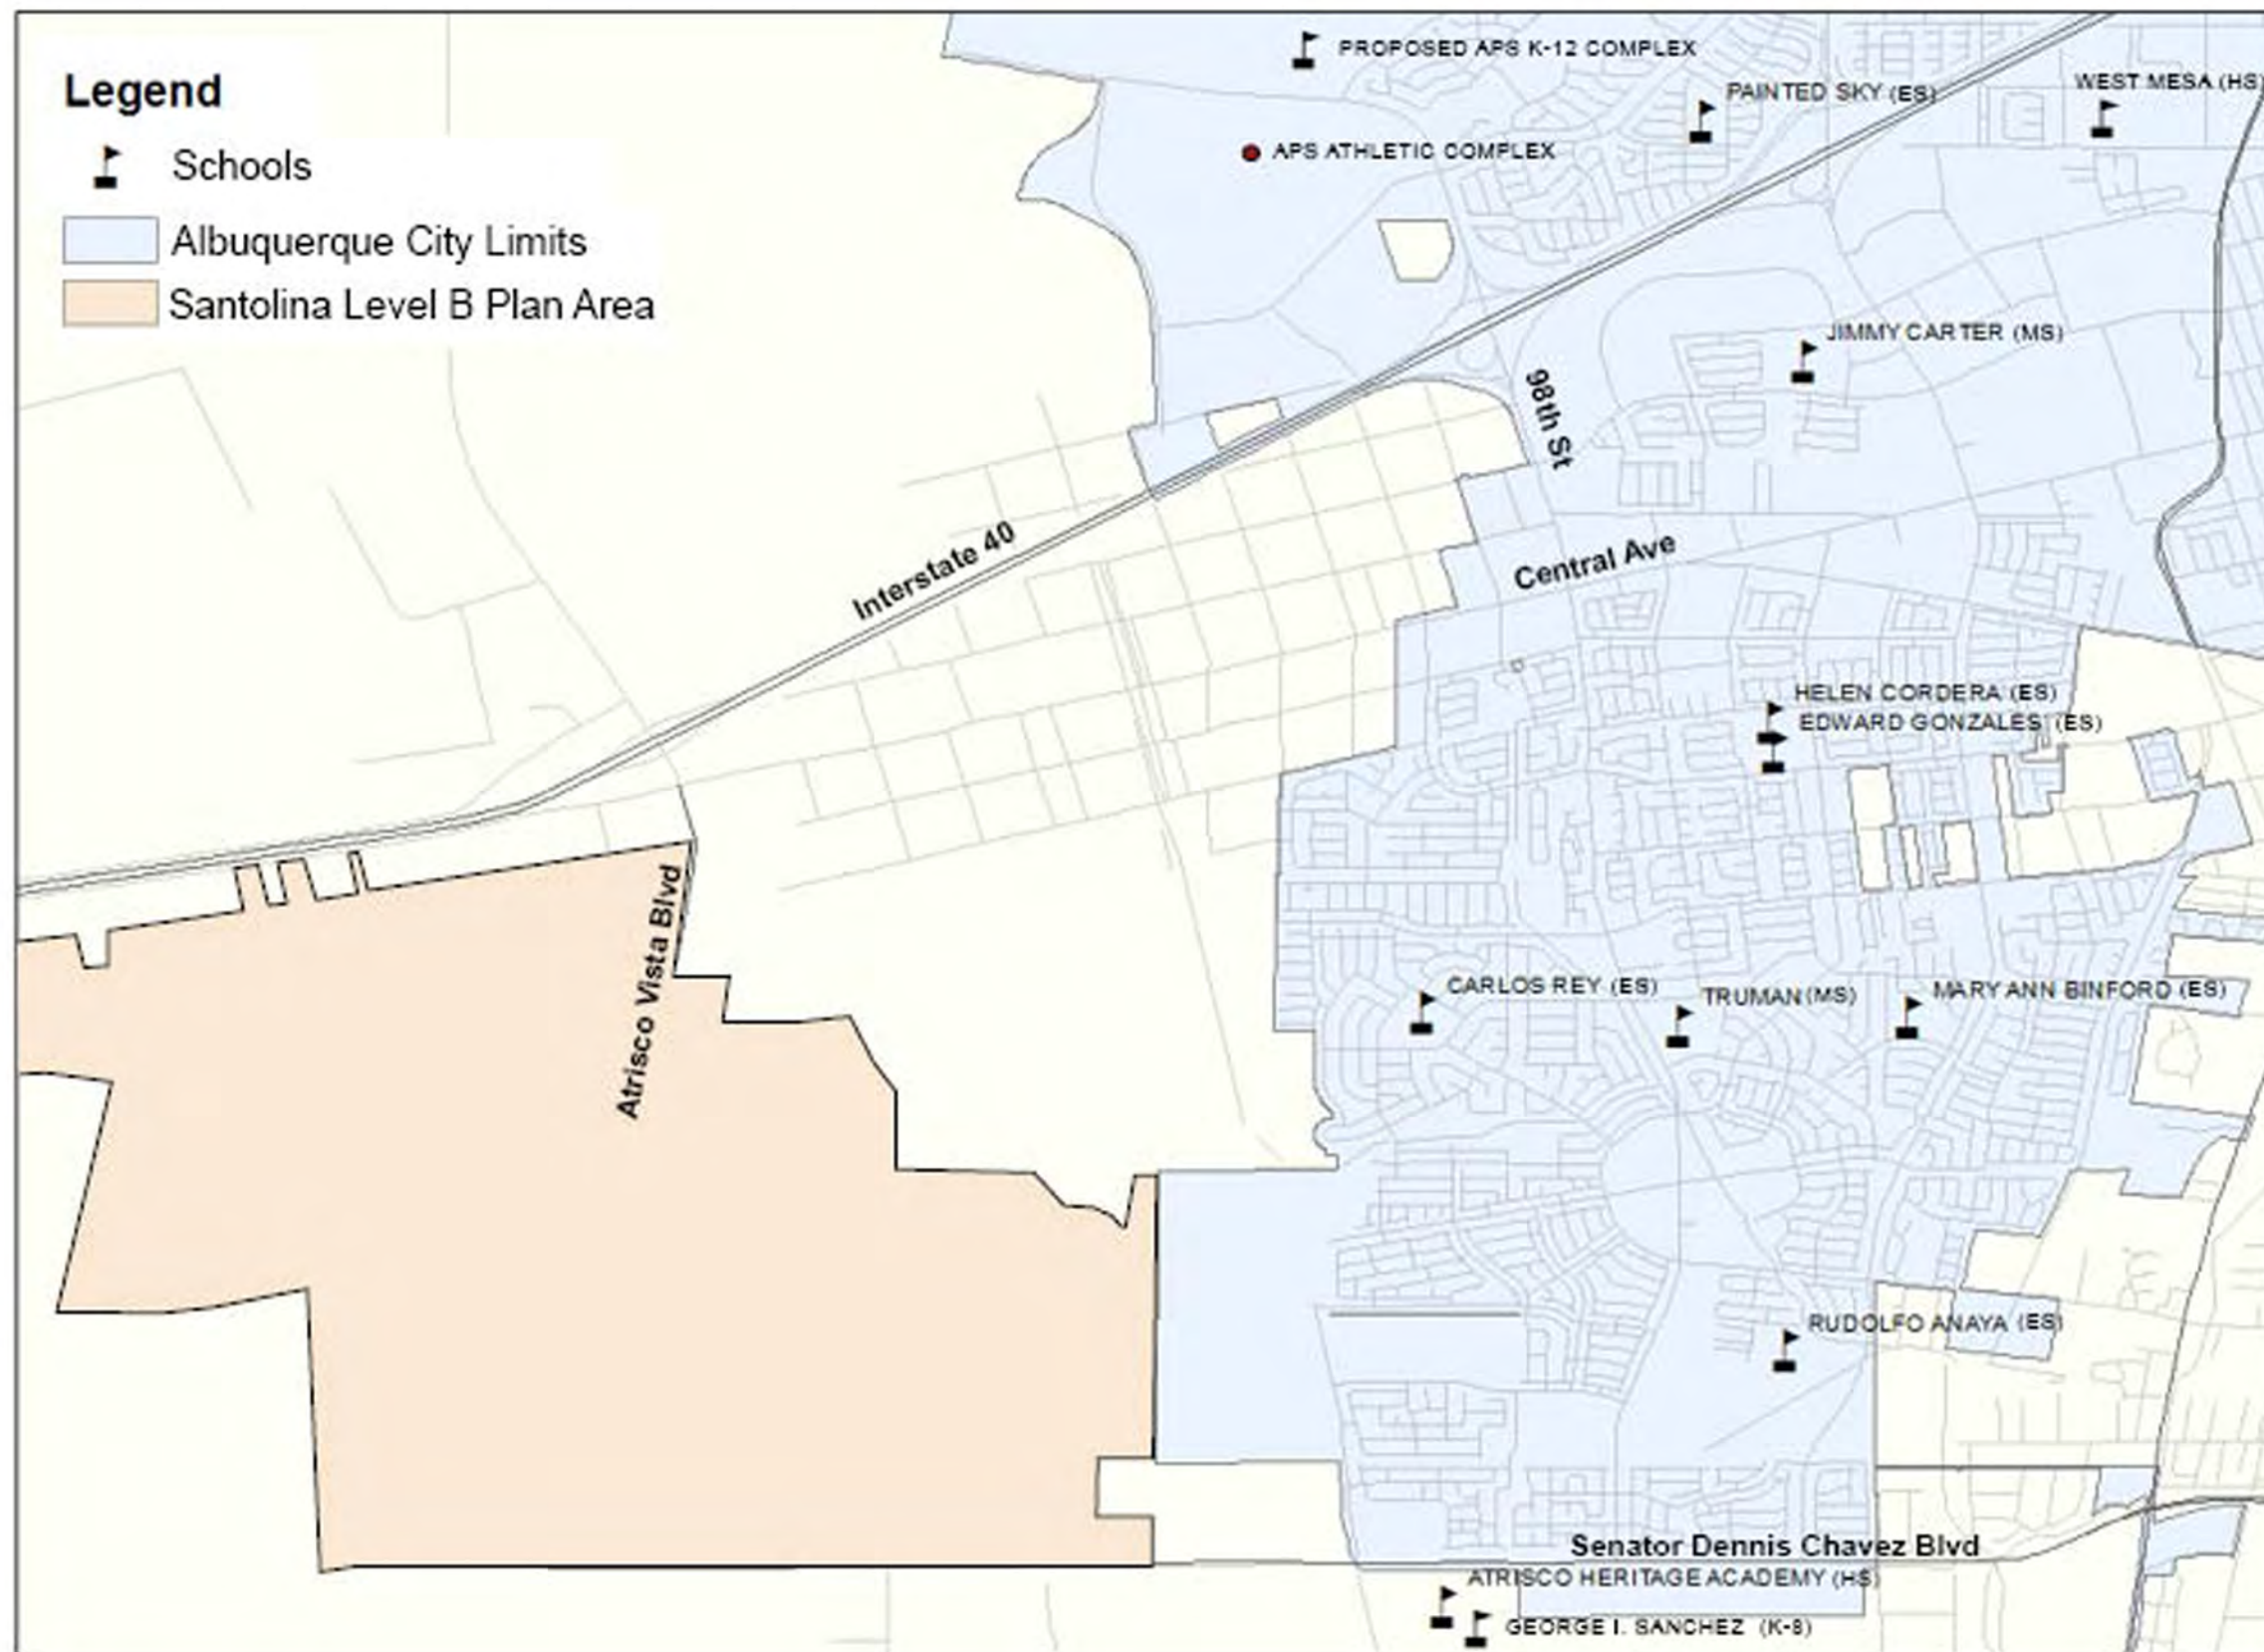 Legend
Schools
Albuquerque City Limits
Santolina Level B Plan Area
PROPOSED APS K-12 COMPLEX
PAINTED SKY (ES)
WEST MESA (HS)
APS ATHLETIC COMPLEX
JIMMY CARTER (MS)
98th St
Interstate 40
Central Ave
HELEN CORDERA (ES)
EDWARD GONZALES (ES)
Atrisco Vista Blvd
CARLOS REY (ES)
TRUMAN (MS)
MARY ANN BINFORD (ES)
RUDOLFO ANAYA (ES)
Senator Dennis Chavez Blvd
ATRISCO HERITAGE ACADEMY (HS)
GEORGE I. SANCHEZ (K-8)